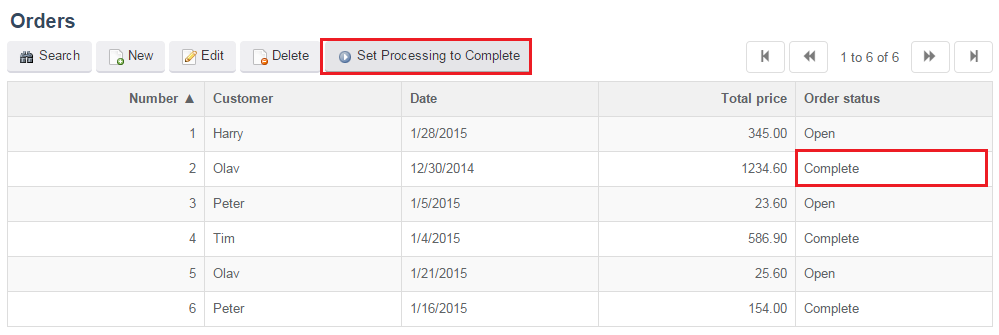 Orders
Search New Edit Delete Set Processing to Complete 1 to 6 of 6
Number ▲ Customer Date Total price Order status
1 Harry 1/28/2015 345.00 Open
2 Olav 12/30/2014 1234.60 Complete
3 Peter 1/5/2015 23.60 Open
4 Tim 1/4/2015 586.90 Complete
5 Olav 1/21/2015 25.60 Open
6 Peter 1/16/2015 154.00 Complete